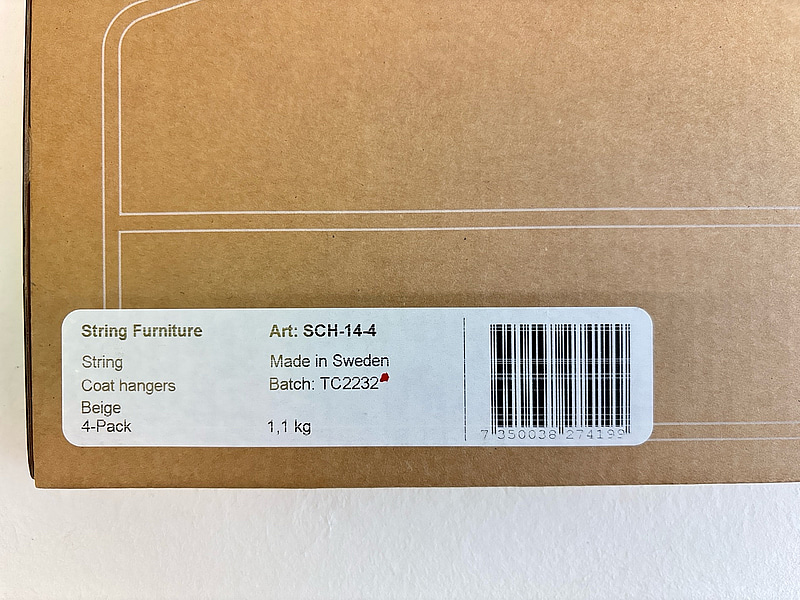 String Furniture
Art: SCH-14-4
String
Made in Sweden
Coat hangers
Batch: TC2232
Beige
4-Pack
1,1 kg
7 350038 274199